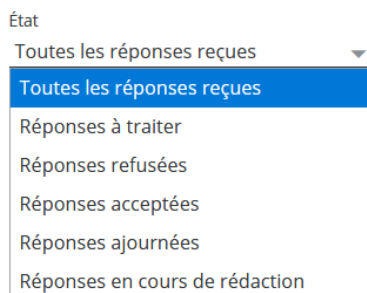 État
Toutes les réponses reçues
Toutes les réponses reçues
Réponses à traiter
Réponses refusées
Réponses acceptées
Réponses ajournées
Réponses en cours de rédaction